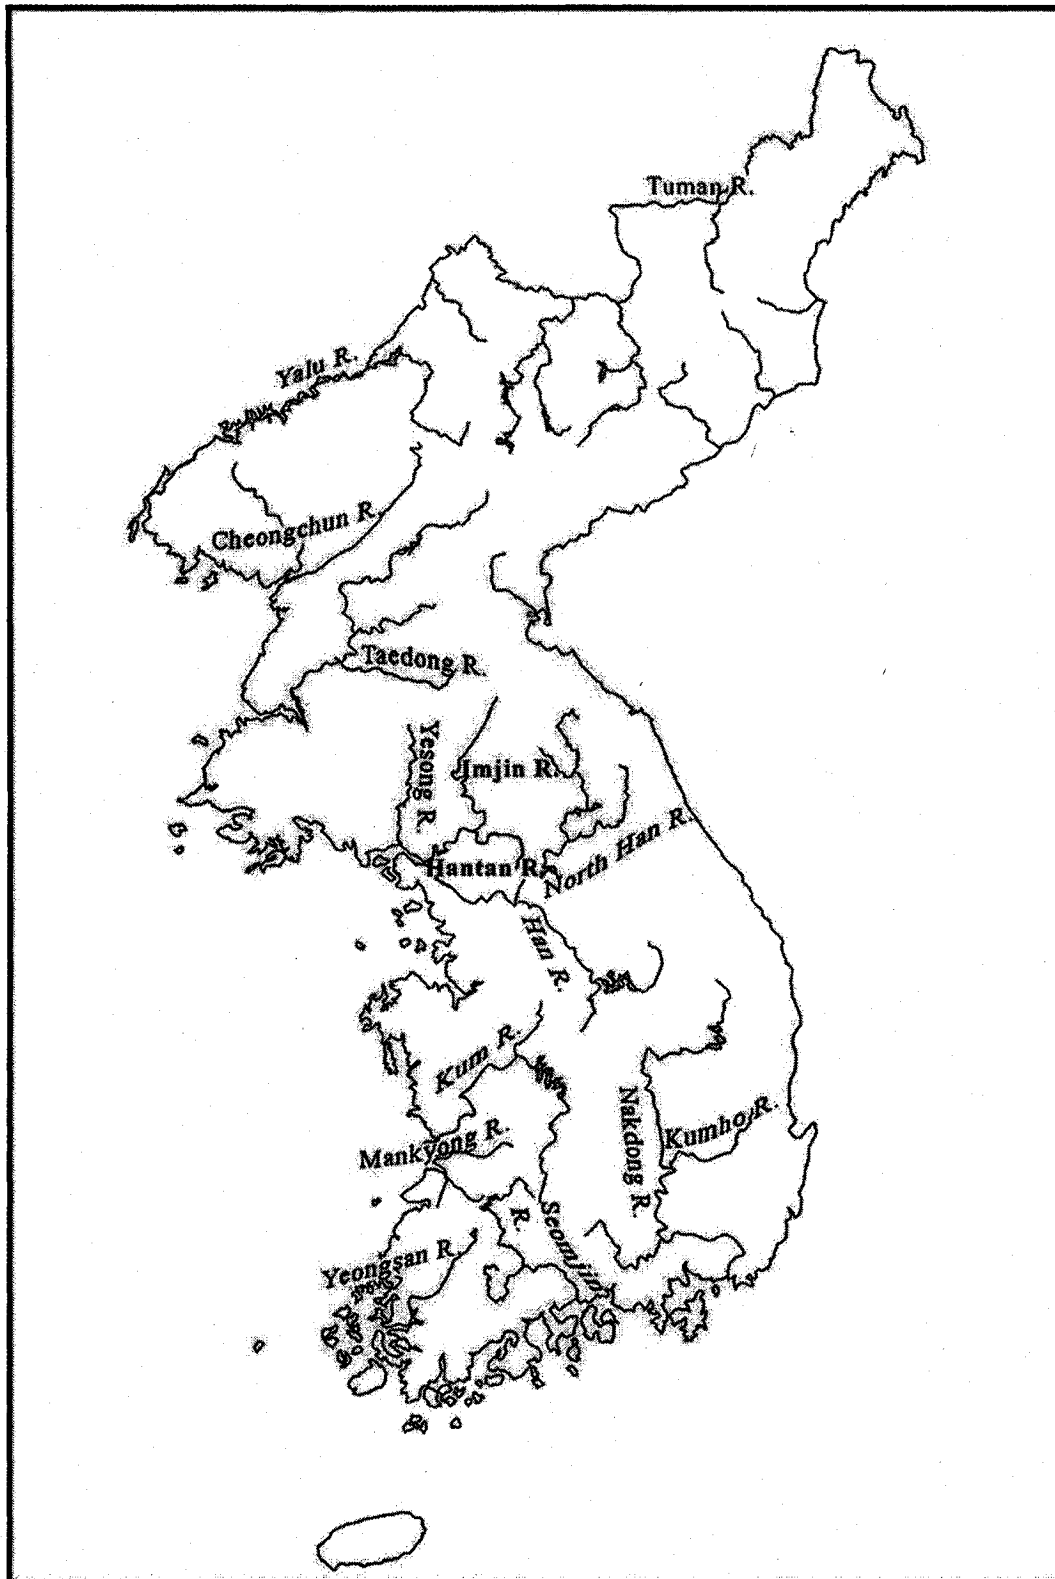 Tuman R.
Yalu R.
Cheongchun R.
Taedong R.
Yesong R.
Imjin R.
Hantan R.
North Han R.
Han R.
Kum R.
Mankyong R.
Nakdong R.
Kumho R.
Seomjin R.
Yeongsan R.